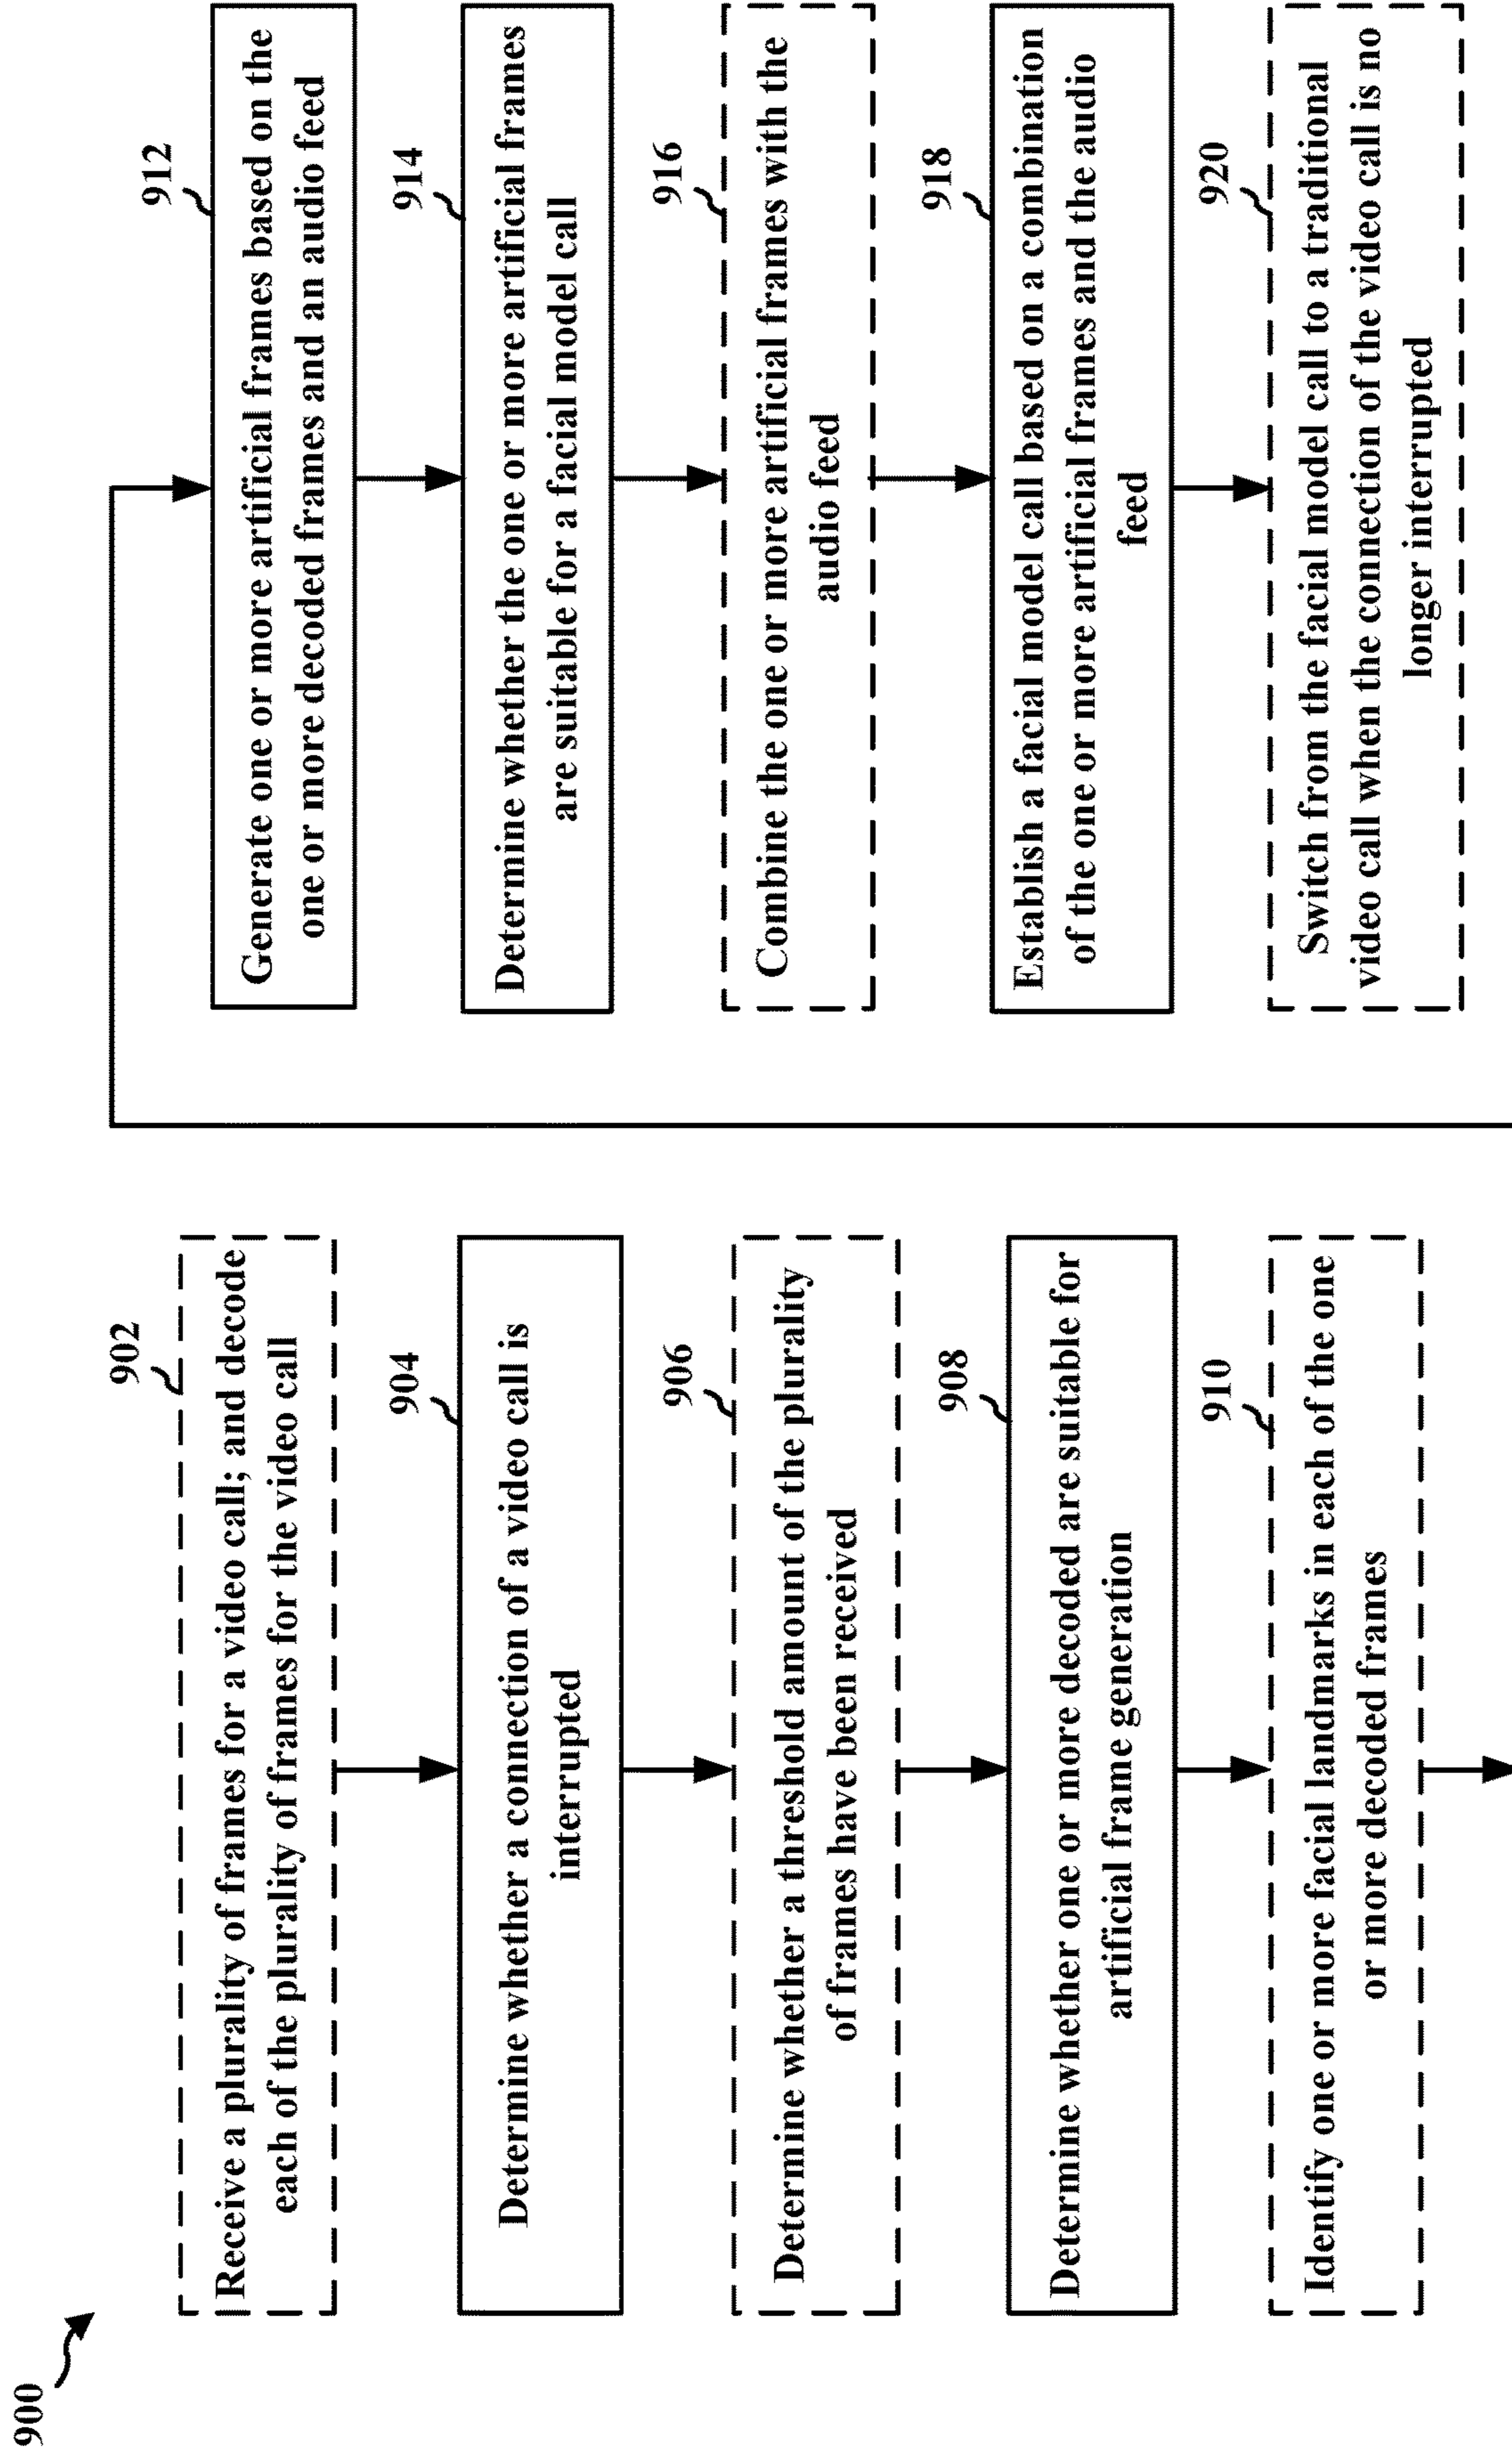 900
902
Receive a plurality of frames for a video call; and decode
each of the plurality of frames for the video call
904
Determine whether a connection of a video call is
interrupted
906
Determine whether a threshold amount of the plurality
of frames have been received
908
Determine whether one or more decoded are suitable for
artificial frame generation
910
Identify one or more facial landmarks in each of the one
or more decoded frames
912
Generate one or more artificial frames based on the
one or more decoded frames and an audio feed
914
Determine whether the one or more artificial frames
are suitable for a facial model call
916
Combine the one or more artificial frames with the
audio feed
918
Establish a facial model call based on a combination
of the one or more artificial frames and the audio
feed
920
Switch from the facial model call to a traditional
video call when the connection of the video call is no
longer interrupted